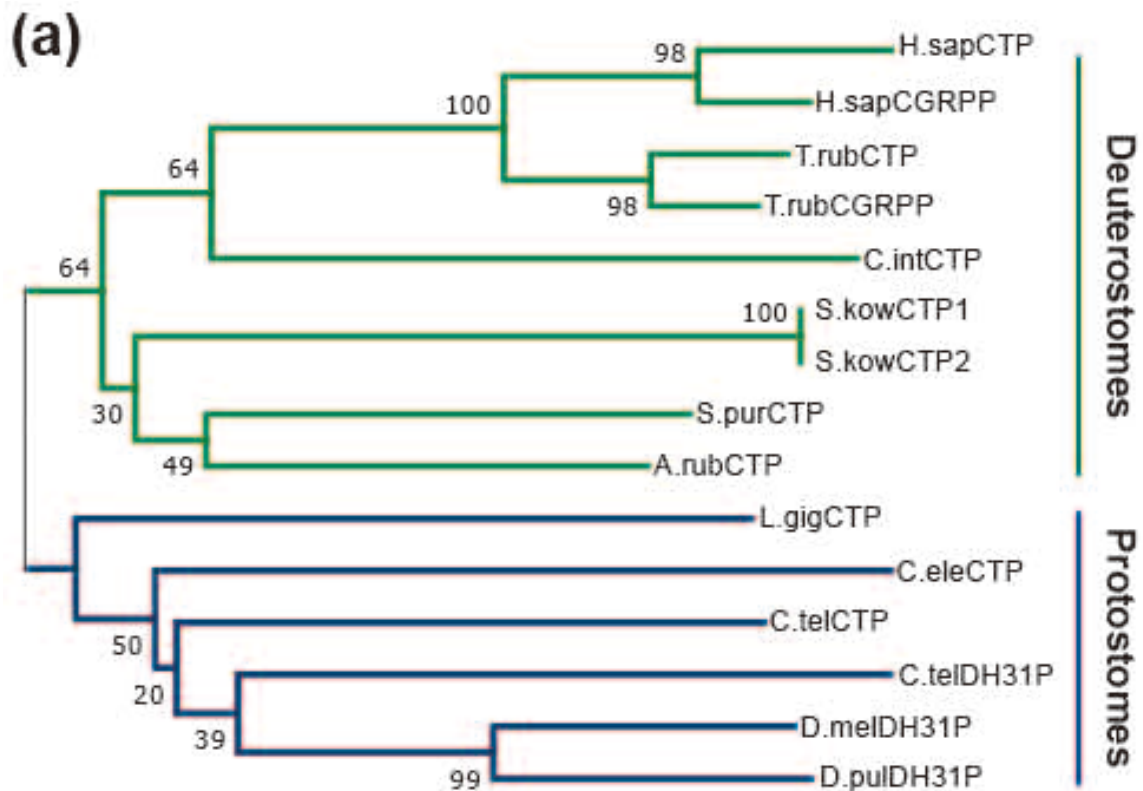 (a)
H.sapCTP
98
H.sapCGRPP
100
T.rubCTP
64
98
T.rubCGRPP
C.intCTP
64
S.kowCTP1
100
S.kowCTP2
30
S.purCTP
49
A.rubCTP
Deuterostomes
L.gigCTP
C.eleCTP
C.telCTP
50
C.telDH31P
20
D.melDH31P
39
D.pulDH31P
99
Protostomes